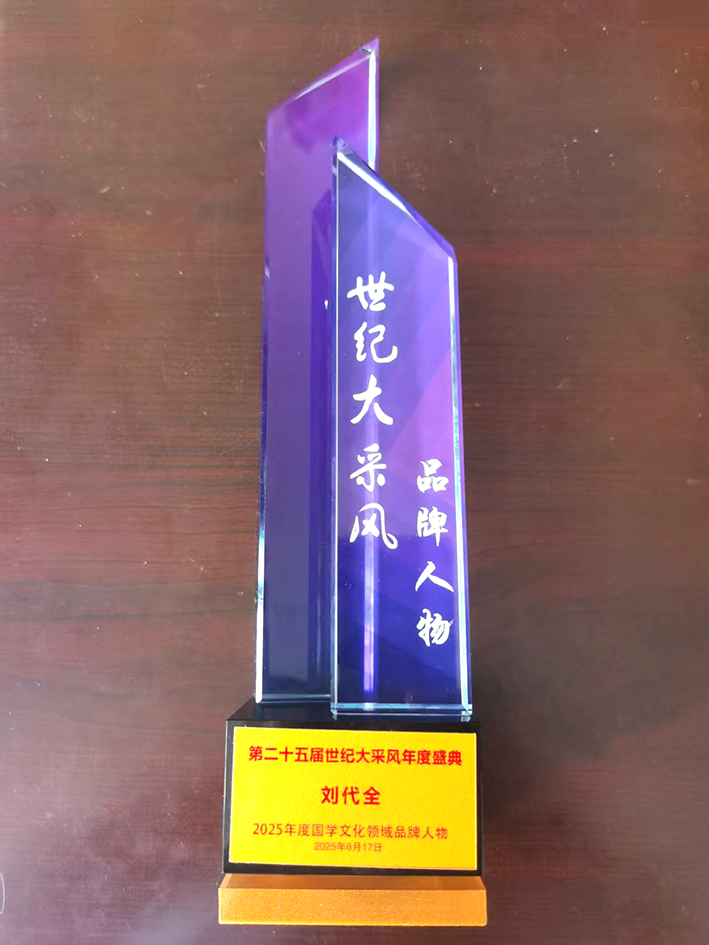 世纪大采风
品牌人物
第二十五届世纪大采风年度盛典
刘代全
2025年度国学文化领域品牌人物
2025年6月17日